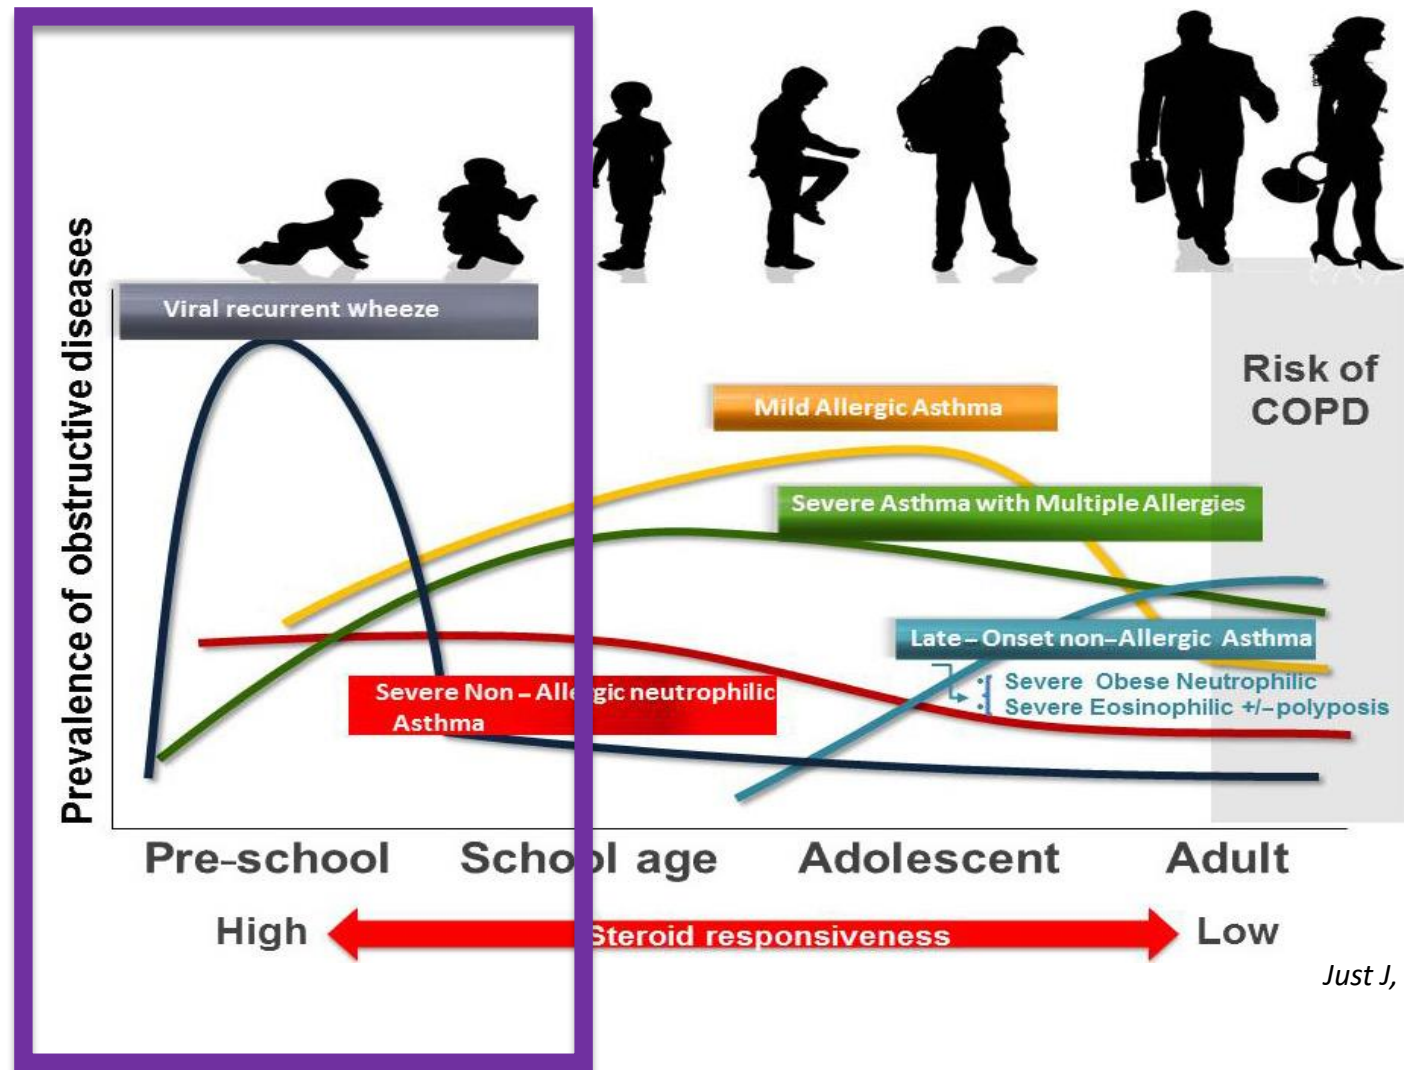 Prevalence of obstructive diseases
Viral recurrent wheeze
Risk of
COPD
Mild Allergic Asthma
Severe Asthma with Multiple Allergies
Late-Onset non-Allergic Asthma
Severe Obese Neutrophilic
Severe Eosinophilic +/-polyposis
Severe Non-Allergic neutrophilic
Asthma
Pre-school School age Adolescent Adult
High Steroid responsiveness Low
Just J,